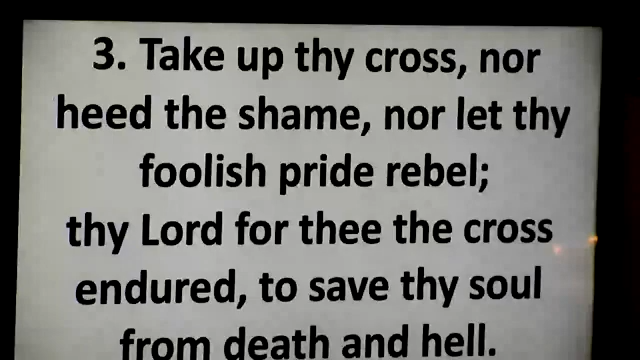 3. Take up thy cross, nor
heed the shame, nor let thy
foolish pride rebel;
thy Lord for thee the cross
endured, to save thy soul
from death and hell.